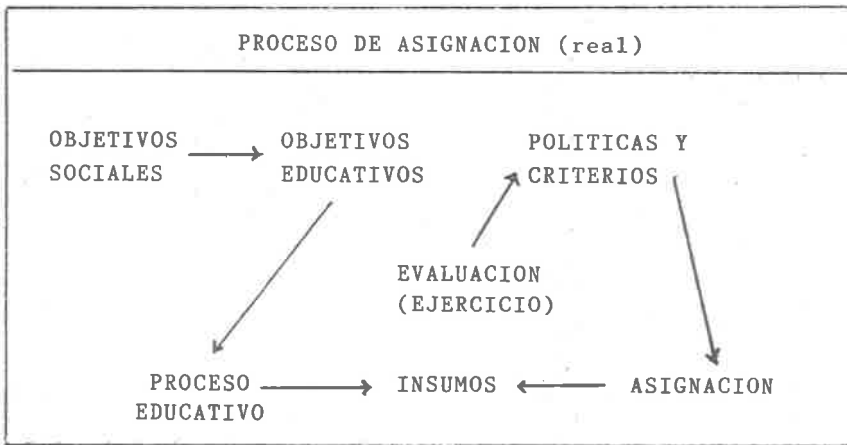 PROCESO DE ASIGNACION (real)
OBJETIVOS
SOCIALES
OBJETIVOS
EDUCATIVOS
POLITICAS Y
CRITERIOS
EVALUACION
(EJERCICIO)
PROCESO
EDUCATIVO
INSUMOS
ASIGNACION